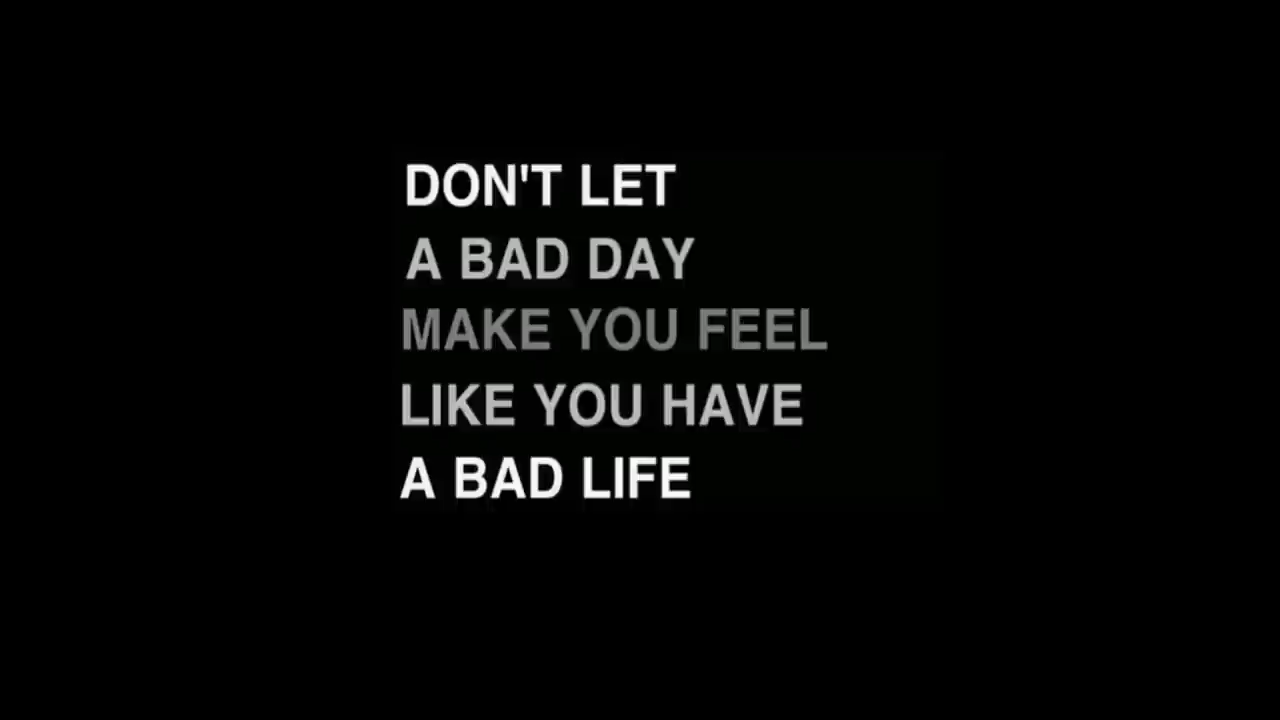 DON'T LET
A BAD DAY
MAKE YOU FEEL
LIKE YOU HAVE
A BAD LIFE